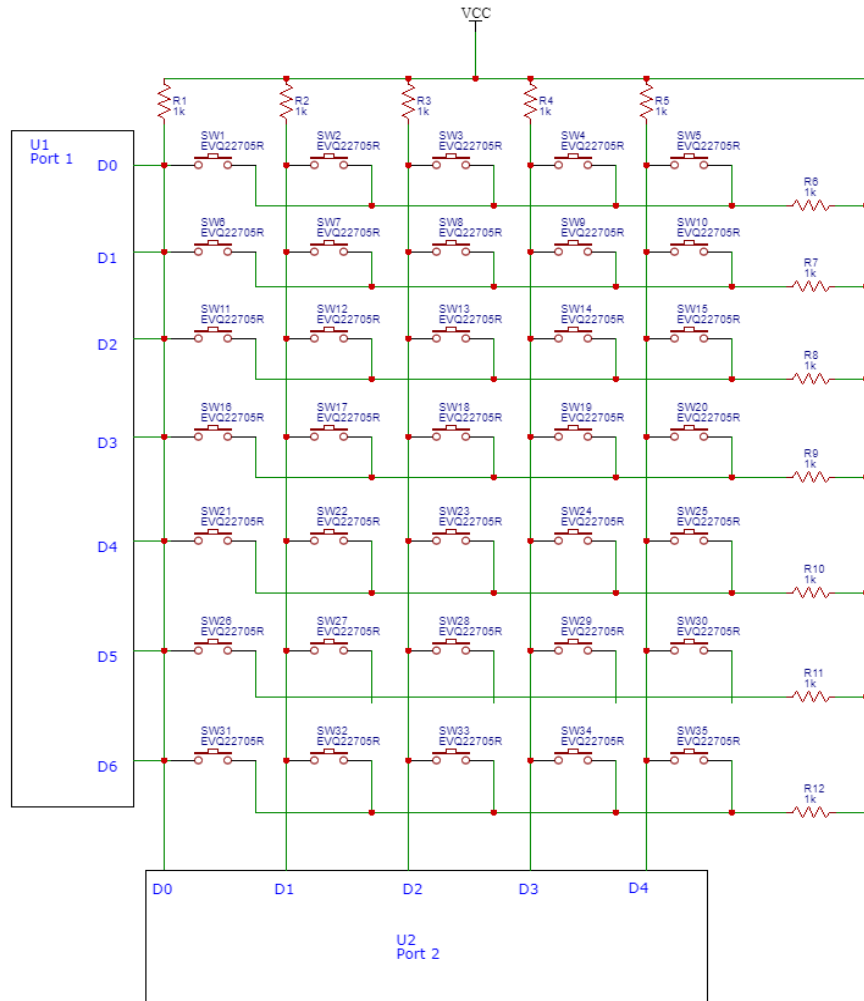 VCC
R1
1k
R2
1k
R3
1k
R4
1k
R5
1k
U1
Port 1
D0
SW1
EVQ22705R
SW2
EVQ22705R
SW3
EVQ22705R
SW4
EVQ22705R
SW5
EVQ22705R
R6
1k
D1
SW6
EVQ22705R
SW7
EVQ22705R
SW8
EVQ22705R
SW9
EVQ22705R
SW10
EVQ22705R
R7
1k
D2
SW11
EVQ22705R
SW12
EVQ22705R
SW13
EVQ22705R
SW14
EVQ22705R
SW15
EVQ22705R
R8
1k
D3
SW16
EVQ22705R
SW17
EVQ22705R
SW18
EVQ22705R
SW19
EVQ22705R
SW20
EVQ22705R
R9
1k
D4
SW21
EVQ22705R
SW22
EVQ22705R
SW23
EVQ22705R
SW24
EVQ22705R
SW25
EVQ22705R
R10
1k
D5
SW26
EVQ22705R
SW27
EVQ22705R
SW28
EVQ22705R
SW29
EVQ22705R
SW30
EVQ22705R
R11
1k
D6
SW31
EVQ22705R
SW32
EVQ22705R
SW33
EVQ22705R
SW34
EVQ22705R
SW35
EVQ22705R
R12
1k
D0
D1
D2
D3
D4
U2
Port 2